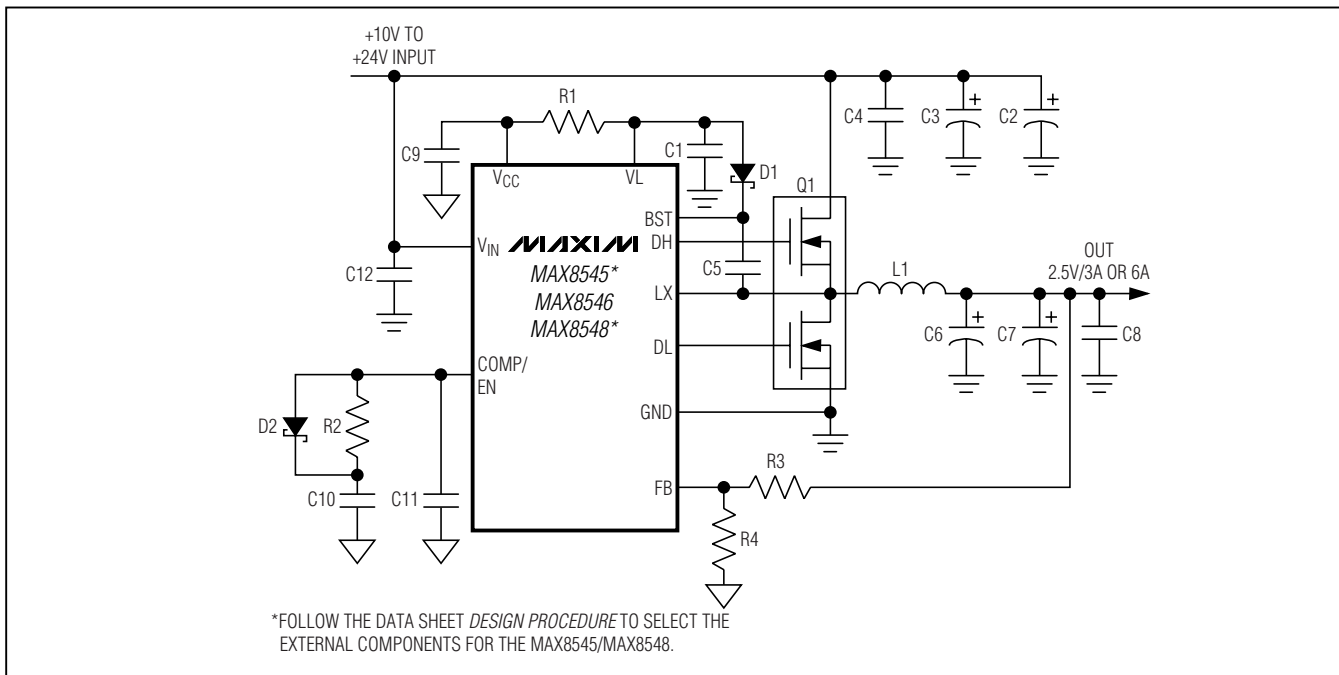 +10V TO
+24V INPUT
R1
C4
C3
+
C2
+
C9
C1
D1
VCC
VL
Q1
BST
VIN
MAXIM
DH
C12
C5
MAX8545*
LX
L1
OUT
2.5V/3A OR 6A
MAX8546
MAX8548*
DL
C6
+
C7
+
C8
COMP/
EN
GND
D2
R2
FB
R3
C10
C11
R4
*FOLLOW THE DATA SHEET DESIGN PROCEDURE TO SELECT THE
EXTERNAL COMPONENTS FOR THE MAX8545/MAX8548.